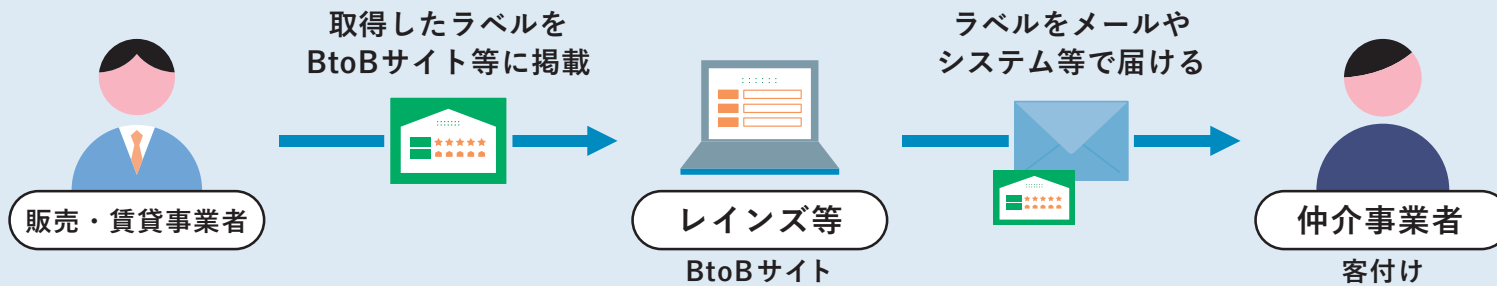 取得したラベルを
BtoBサイト等に掲載
ラベルをメールや
システム等で届ける
販売・賃貸事業者
レインズ等
BtoBサイト
仲介事業者
客付け